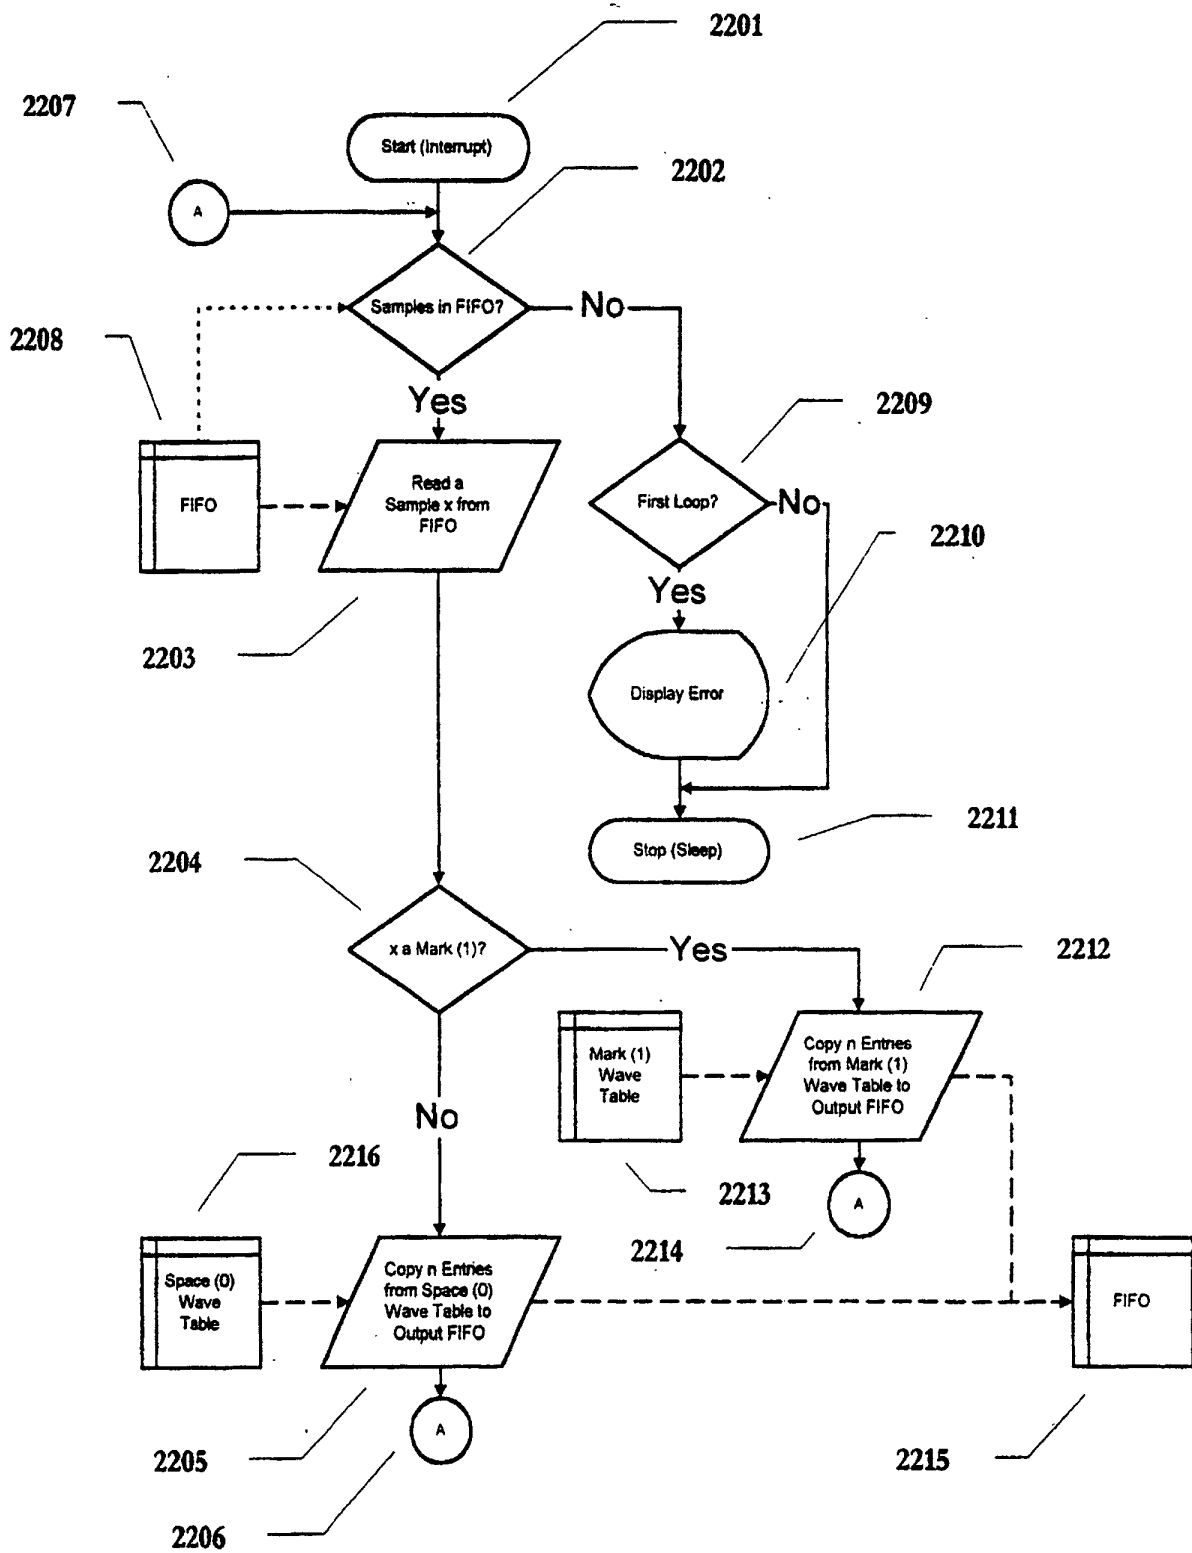 2201
2207
Start (Interrupt)
2202
A
Samples in FIFO?
No
2208
Yes
2209
FIFO
Read a
Sample x from
FIFO
First Loop?
No
2210
Yes
2203
Display Error
2211
Stop (Sleep)
2204
x a Mark (1)?
Yes
2212
Mark (1)
Wave
Table
Copy n Entries
from Mark (1)
Wave Table to
Output FIFO
No
2216
2213
A
2214
Space (0)
Wave
Table
Copy n Entries
from Space (0)
Wave Table to
Output FIFO
FIFO
A
2205
2215
2206